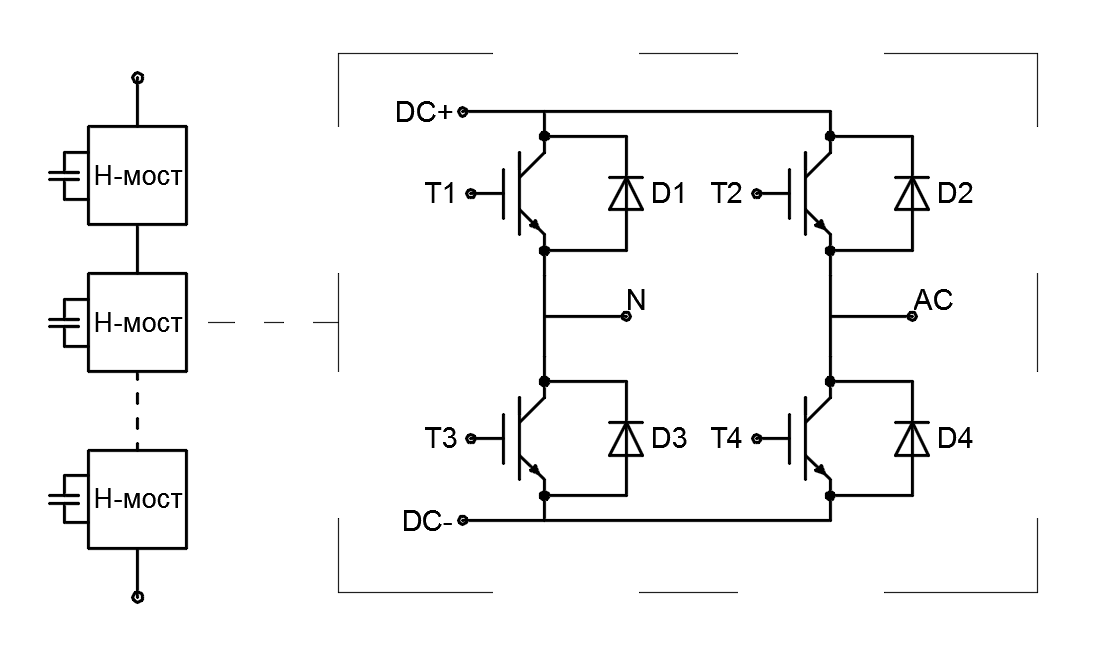 Н-мост
Н-мост
Н-мост
DC+
T1
D1
T2
D2
N
AC
T3
D3
T4
D4
DC-